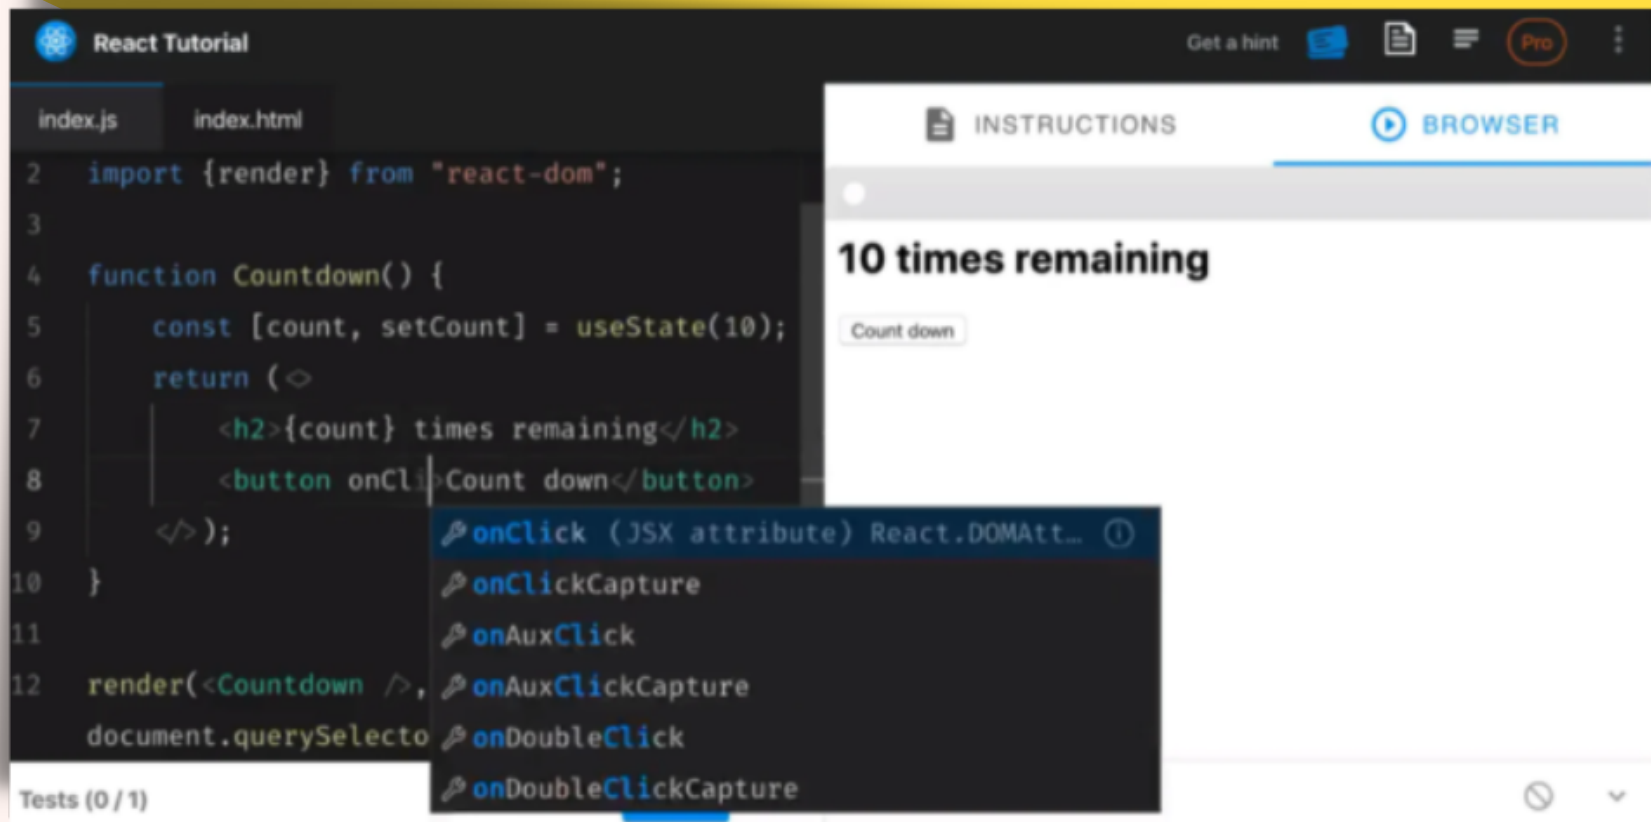 React Tutorial
Get a hint
Pro
index.js
index.html
INSTRUCTIONS
BROWSER
2 import {render} from "react-dom";
3
4 function Countdown() {
5 const [count, setCount] = useState(10);
6 return (<>
7 <h2>{count} times remaining</h2>
8 <button onCli>Count down</button>
9 </>);
10 }
11
12 render(<Countdown />,
document.querySelecto
onClick (JSX attribute) React.DOMAtt…
onClickCapture
onAuxClick
onAuxClickCapture
onDoubleClick
onDoubleClickCapture
10 times remaining
Count down
Tests (0 / 1)